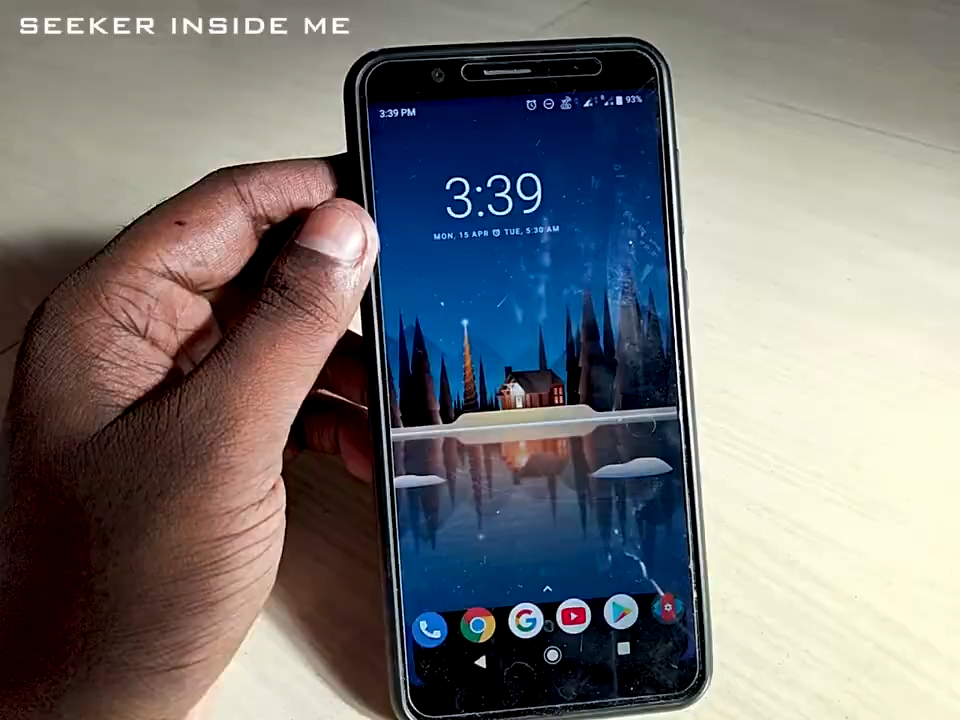 SEEKER INSIDE ME
3:39 PM
93%
3:39
MON, 15 APR TUE, 5:30 AM